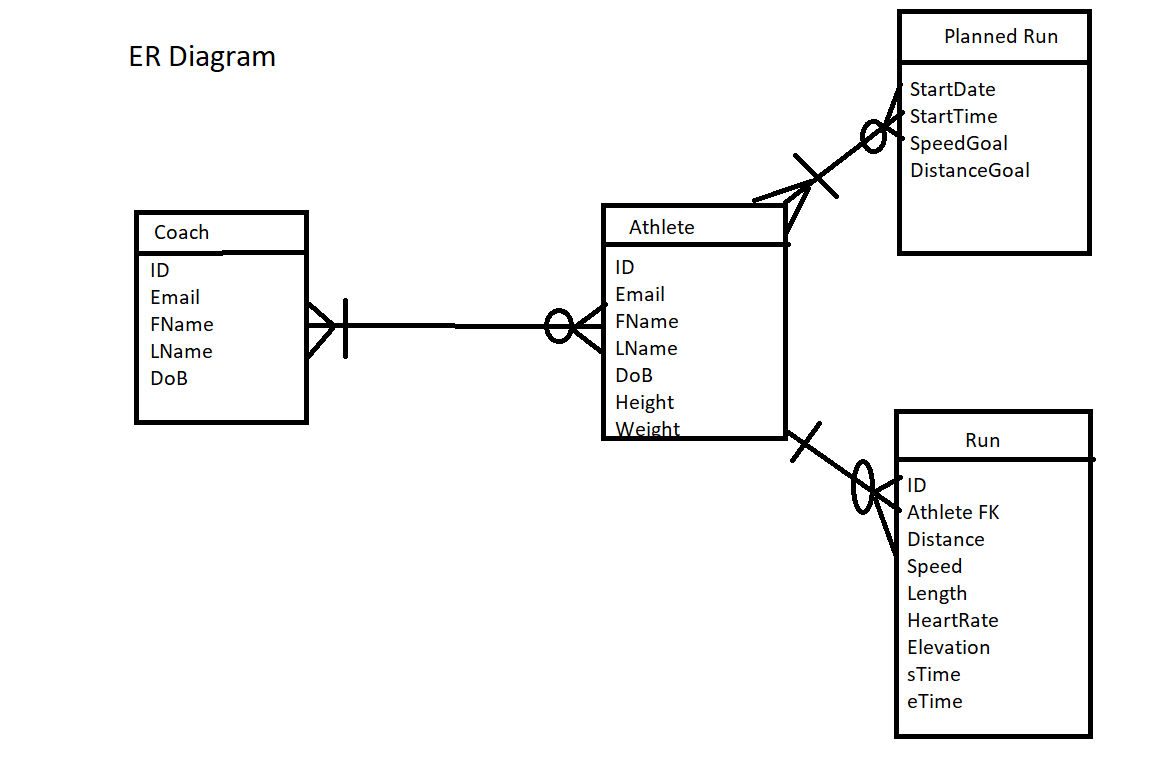 ER Diagram
Planned Run
StartDate
StartTime
SpeedGoal
DistanceGoal
Coach
ID
Email
FName
LName
DoB
Athlete
ID
Email
FName
LName
DoB
Height
Weight
Run
ID
Athlete FK
Distance
Speed
Length
HeartRate
Elevation
sTime
eTime